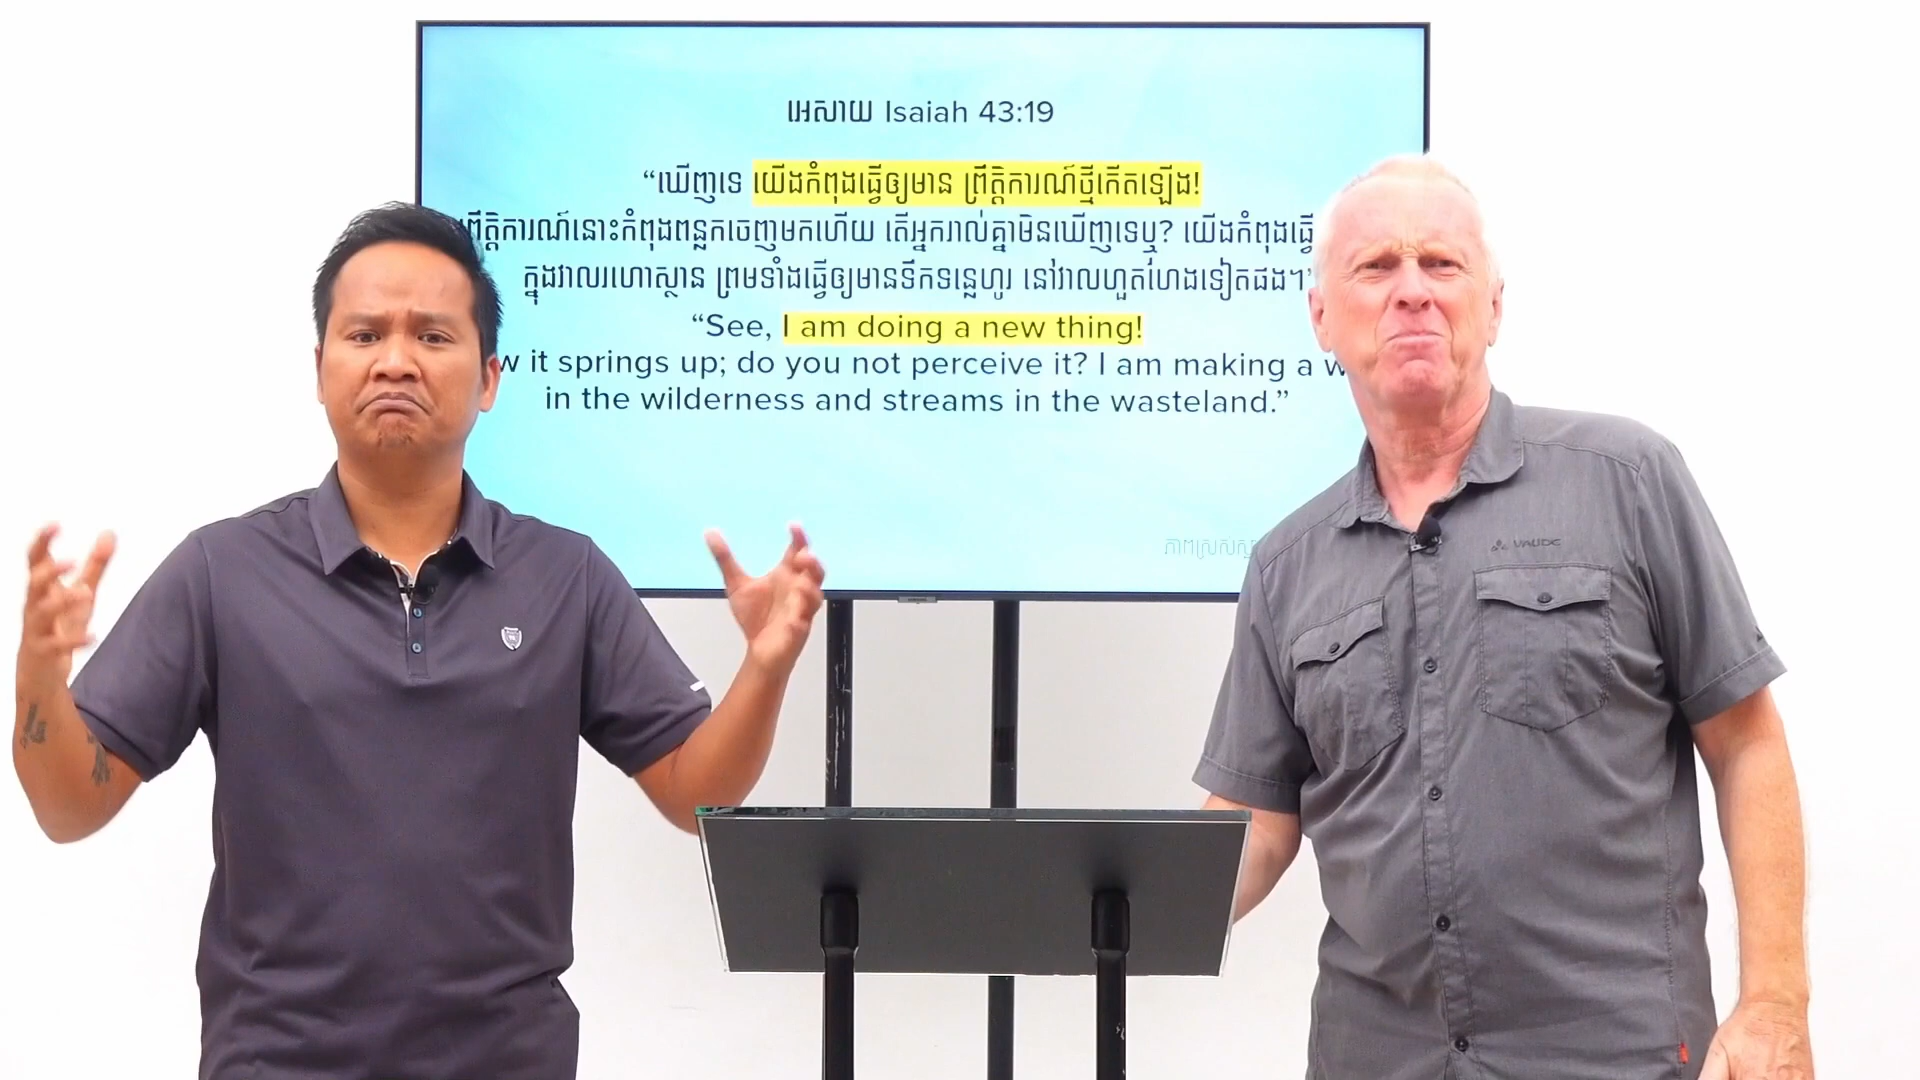 អេសាយ Isaiah 43:19
“ឃើញទេ យើងកំពុងធ្វើឲ្យមាន ព្រឹត្តិការណ៍ថ្មីកើតឡើង!
ព្រឹត្តិការណ៍នោះកំពុងពន្លកចេញមកហើយ តើអ្នករាល់គ្នាមិនឃើញទេឬ? យើងកំពុងធ្វើ
ក្នុងវាលរហោស្ថាន ព្រមទាំងធ្វើឲ្យមានទឹកទន្លេហូរ នៅវាលហួតហែងទៀតផង។”
“See, I am doing a new thing!
it springs up; do you not perceive it? I am making a
in the wilderness and streams in the wasteland.”
VAUDE